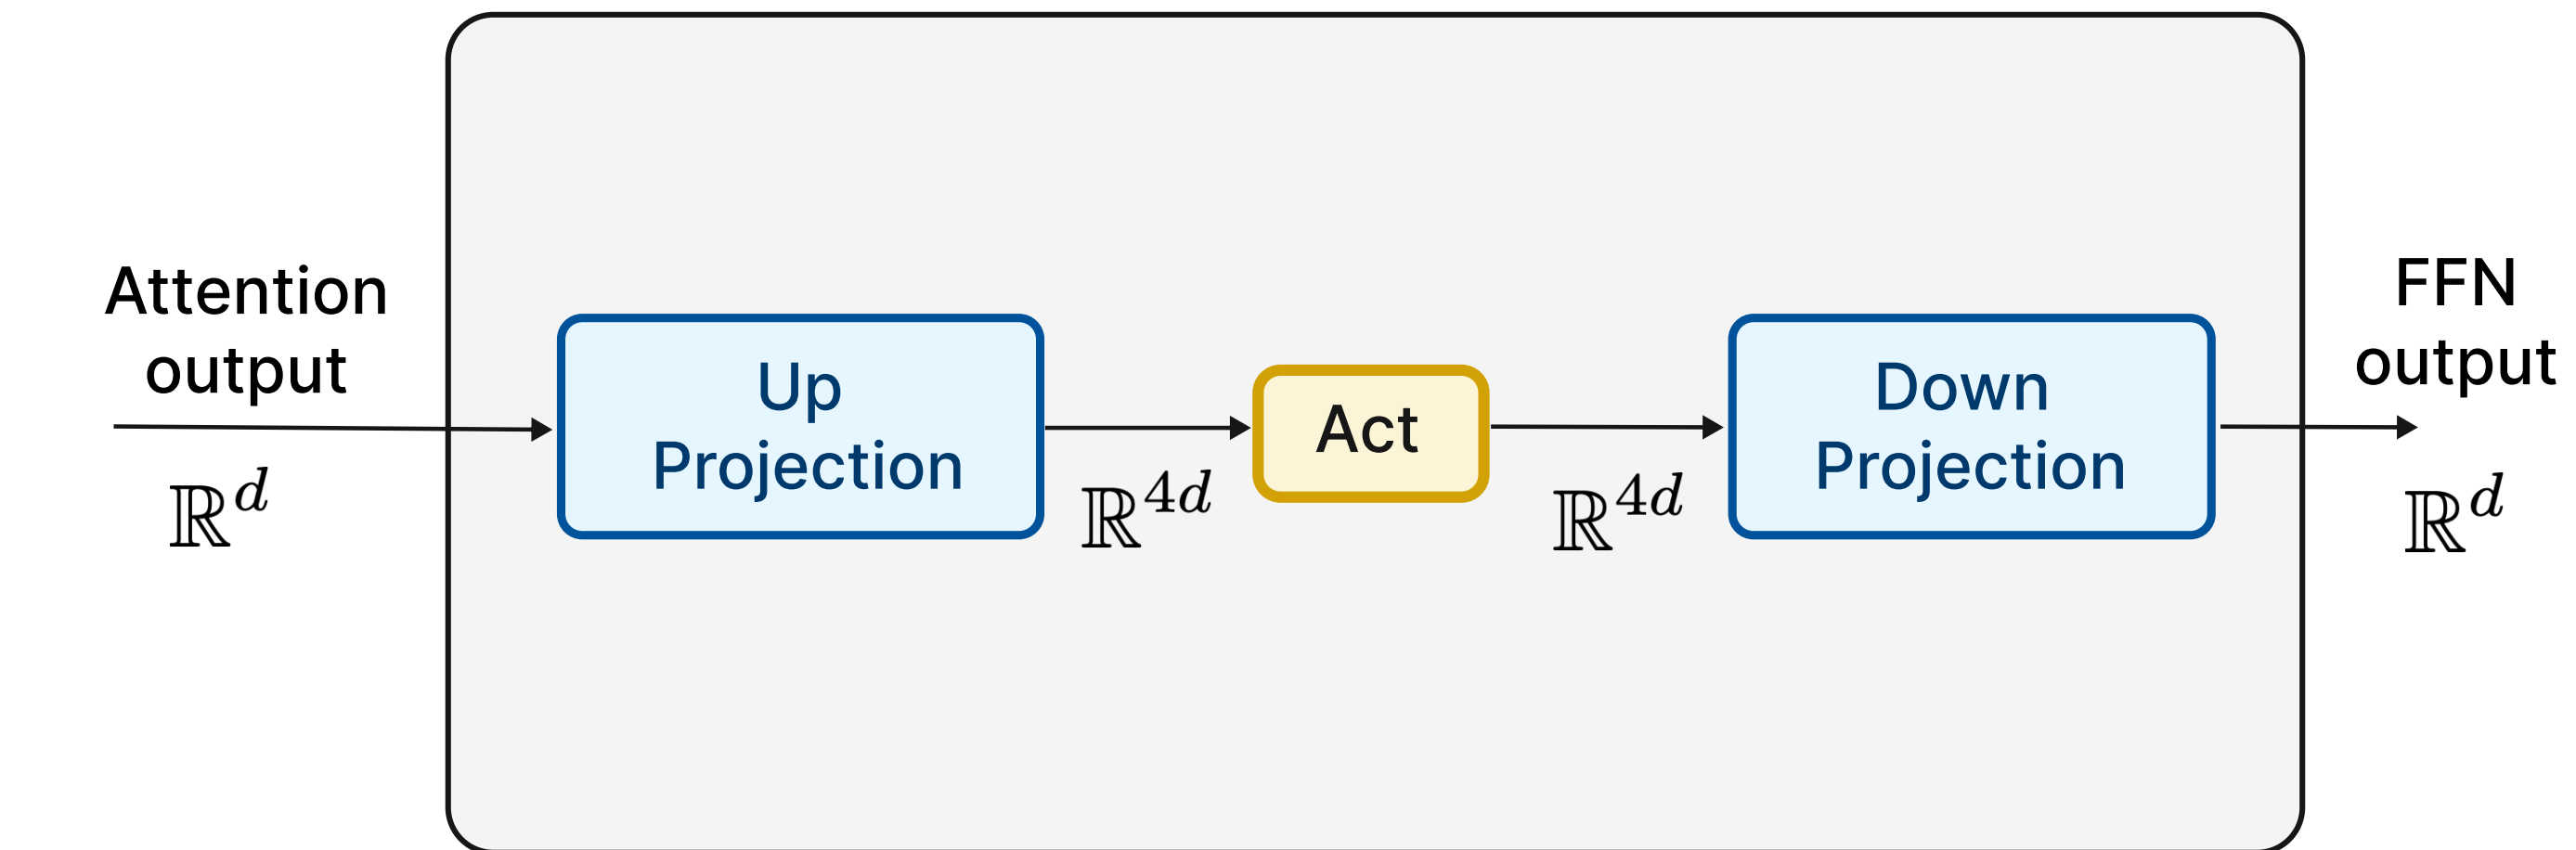 Attention
output
ℝ^d
Up
Projection
ℝ^{4d}
Act
ℝ^{4d}
Down
Projection
FFN
output
ℝ^d